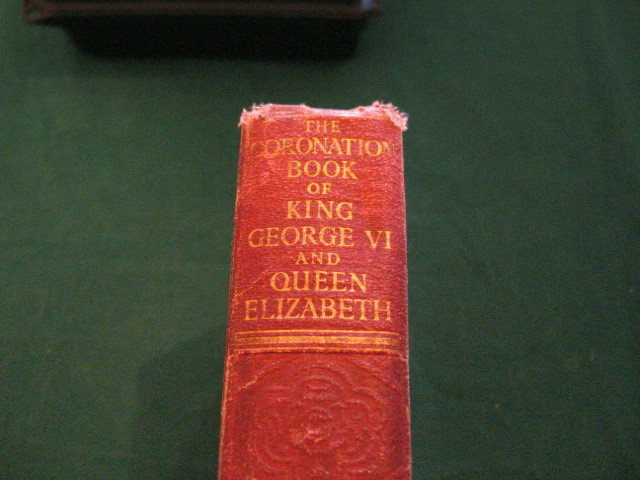 THE
CORONATION
BOOK
OF
KING
GEORGE VI
AND
QUEEN
ELIZABETH